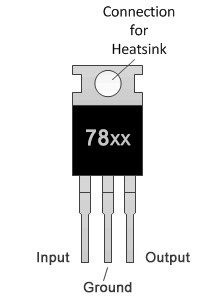 Connection
for
Heatsink
78xx
Input
Output
Ground